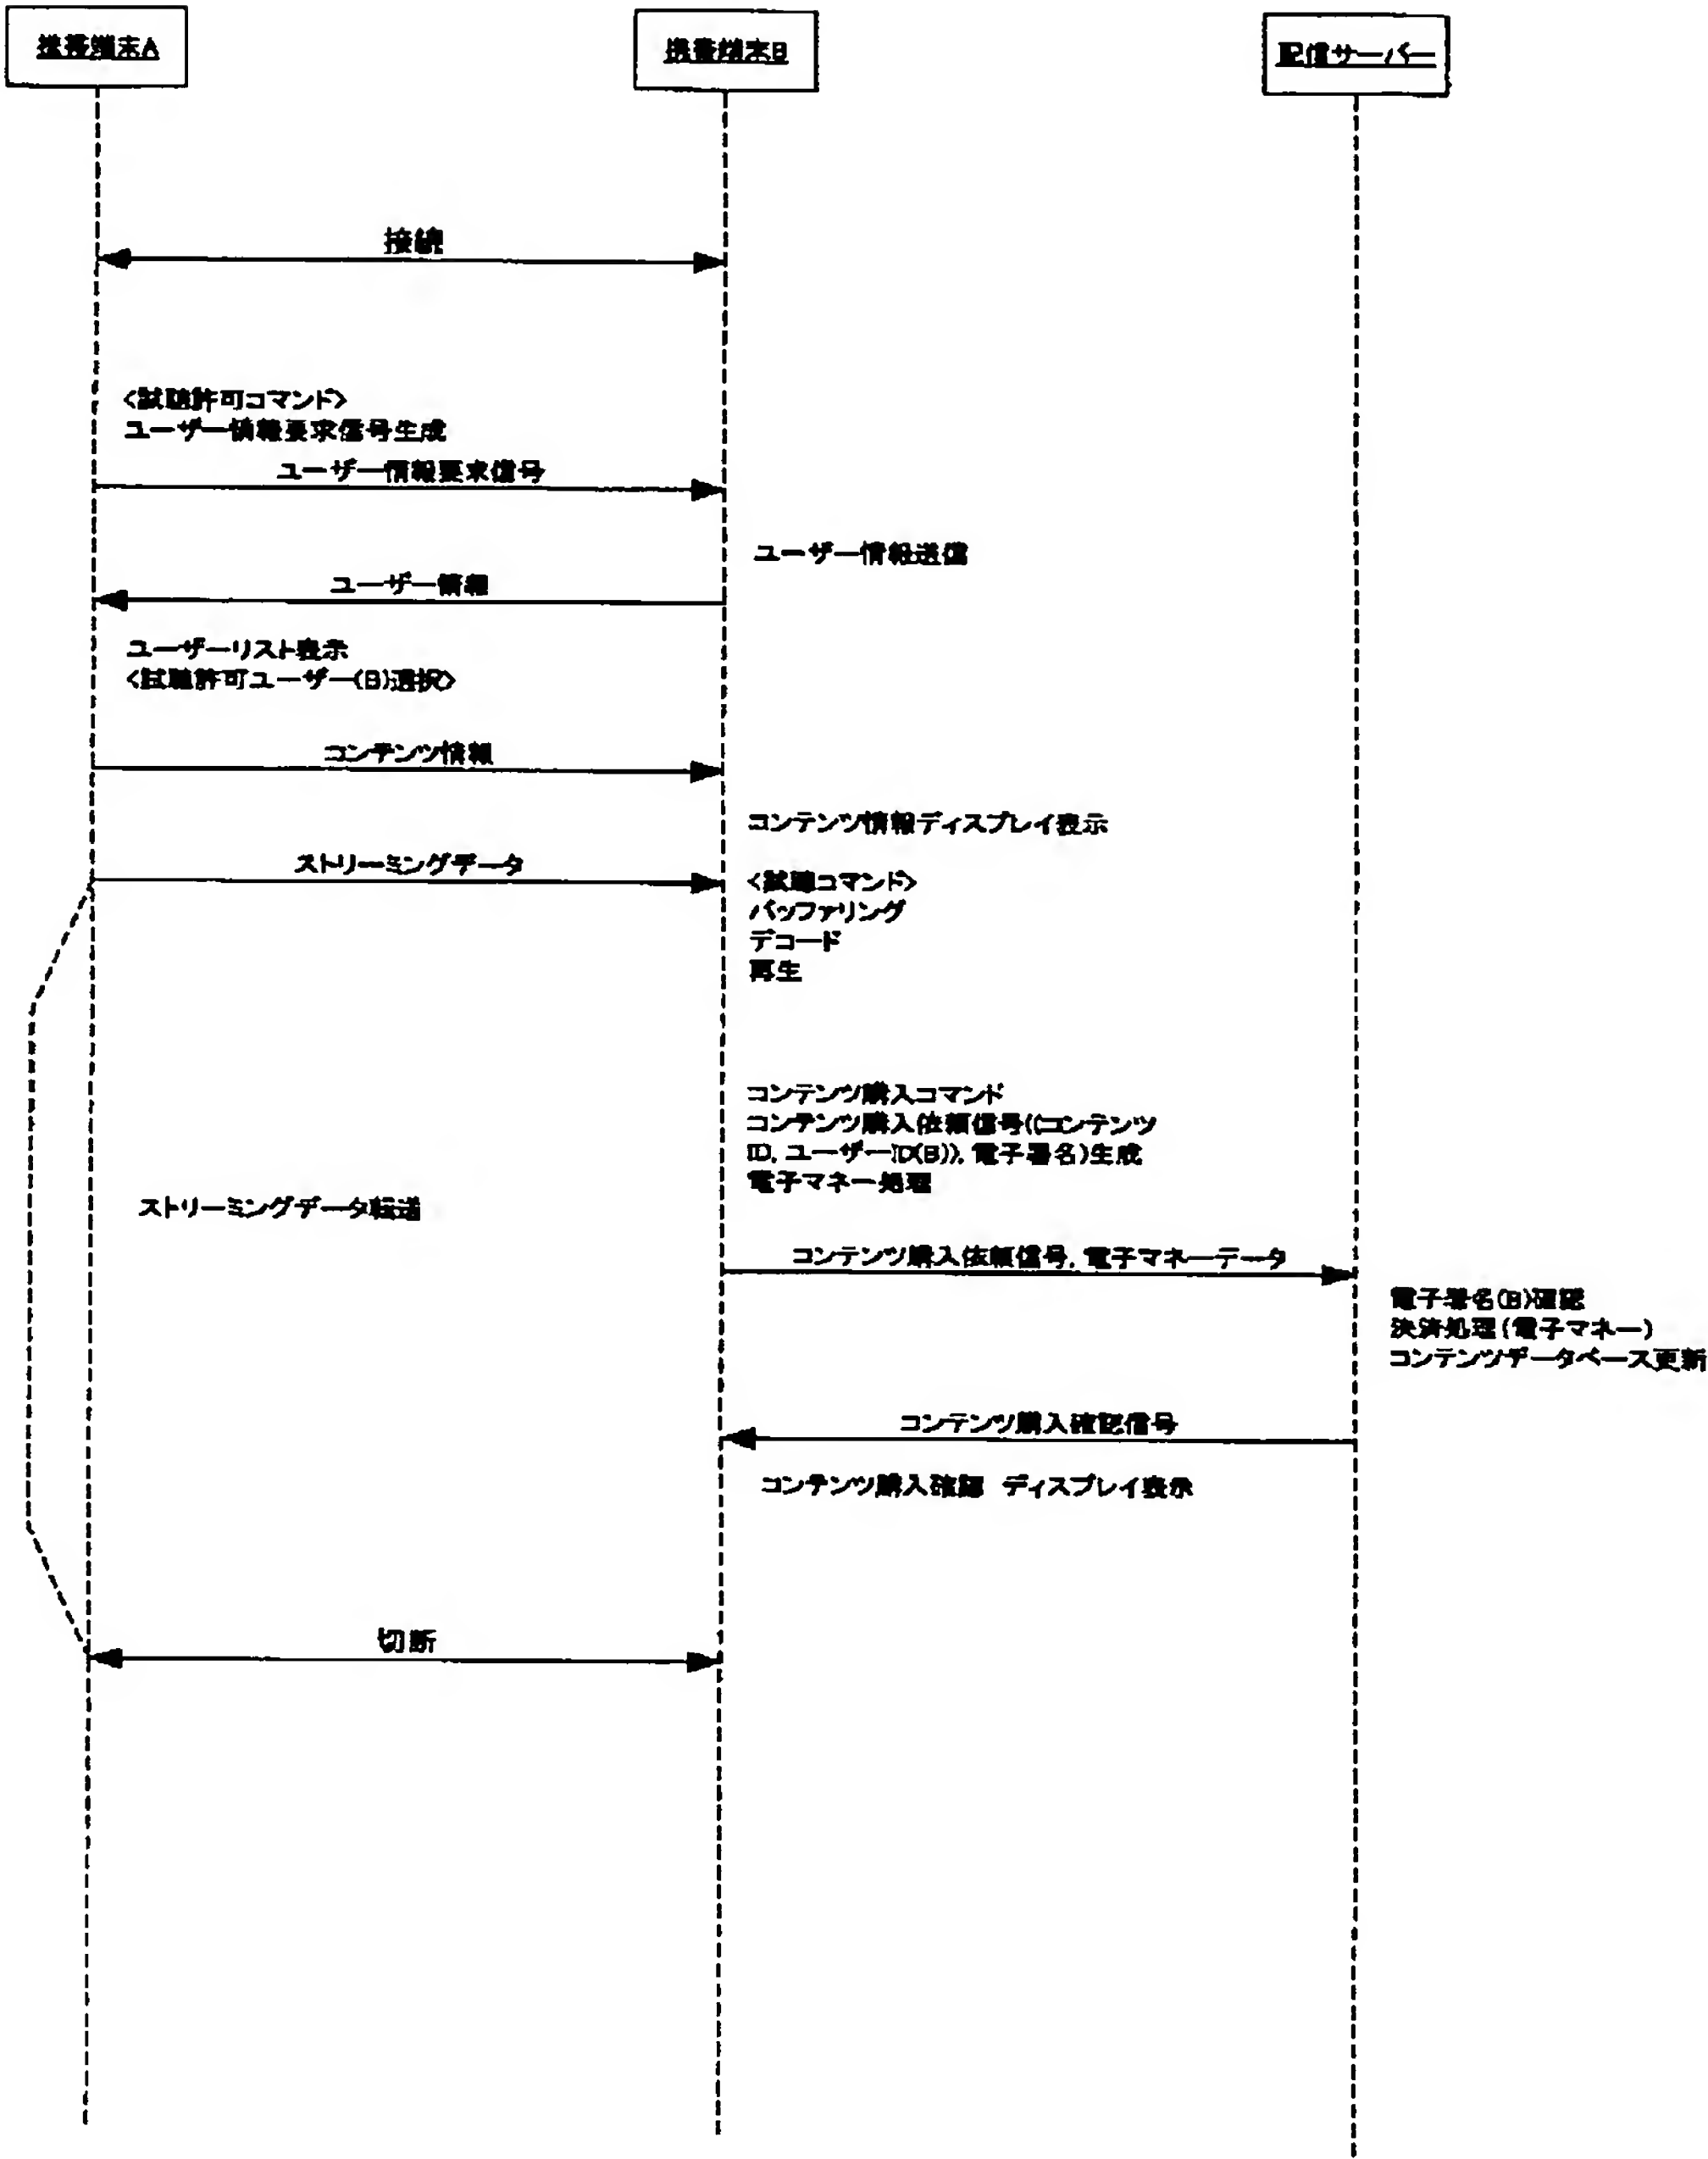 携帯端末A
携帯端末B
配信サーバー
接続
<試聴許可コマンド>
ユーザー情報要求信号生成
ユーザー情報要求信号
ユーザー情報送信
ユーザー情報
ユーザーリスト表示
<試聴許可ユーザー(B)選択>
コンテンツ情報
コンテンツ情報ディスプレイ表示
ストリーミングデータ
<試聴コマンド>
バッファリング
デコード
再生
コンテンツ購入コマンド
コンテンツ購入依頼信号((コンテンツ
ID, ユーザーID(B)), 電子署名)生成
電子マネー処理
ストリーミングデータ転送
コンテンツ購入依頼信号, 電子マネーデータ
電子署名(B)確認
決済処理(電子マネー)
コンテンツデータベース更新
コンテンツ購入確認信号
コンテンツ購入確認 ディスプレイ表示
切断